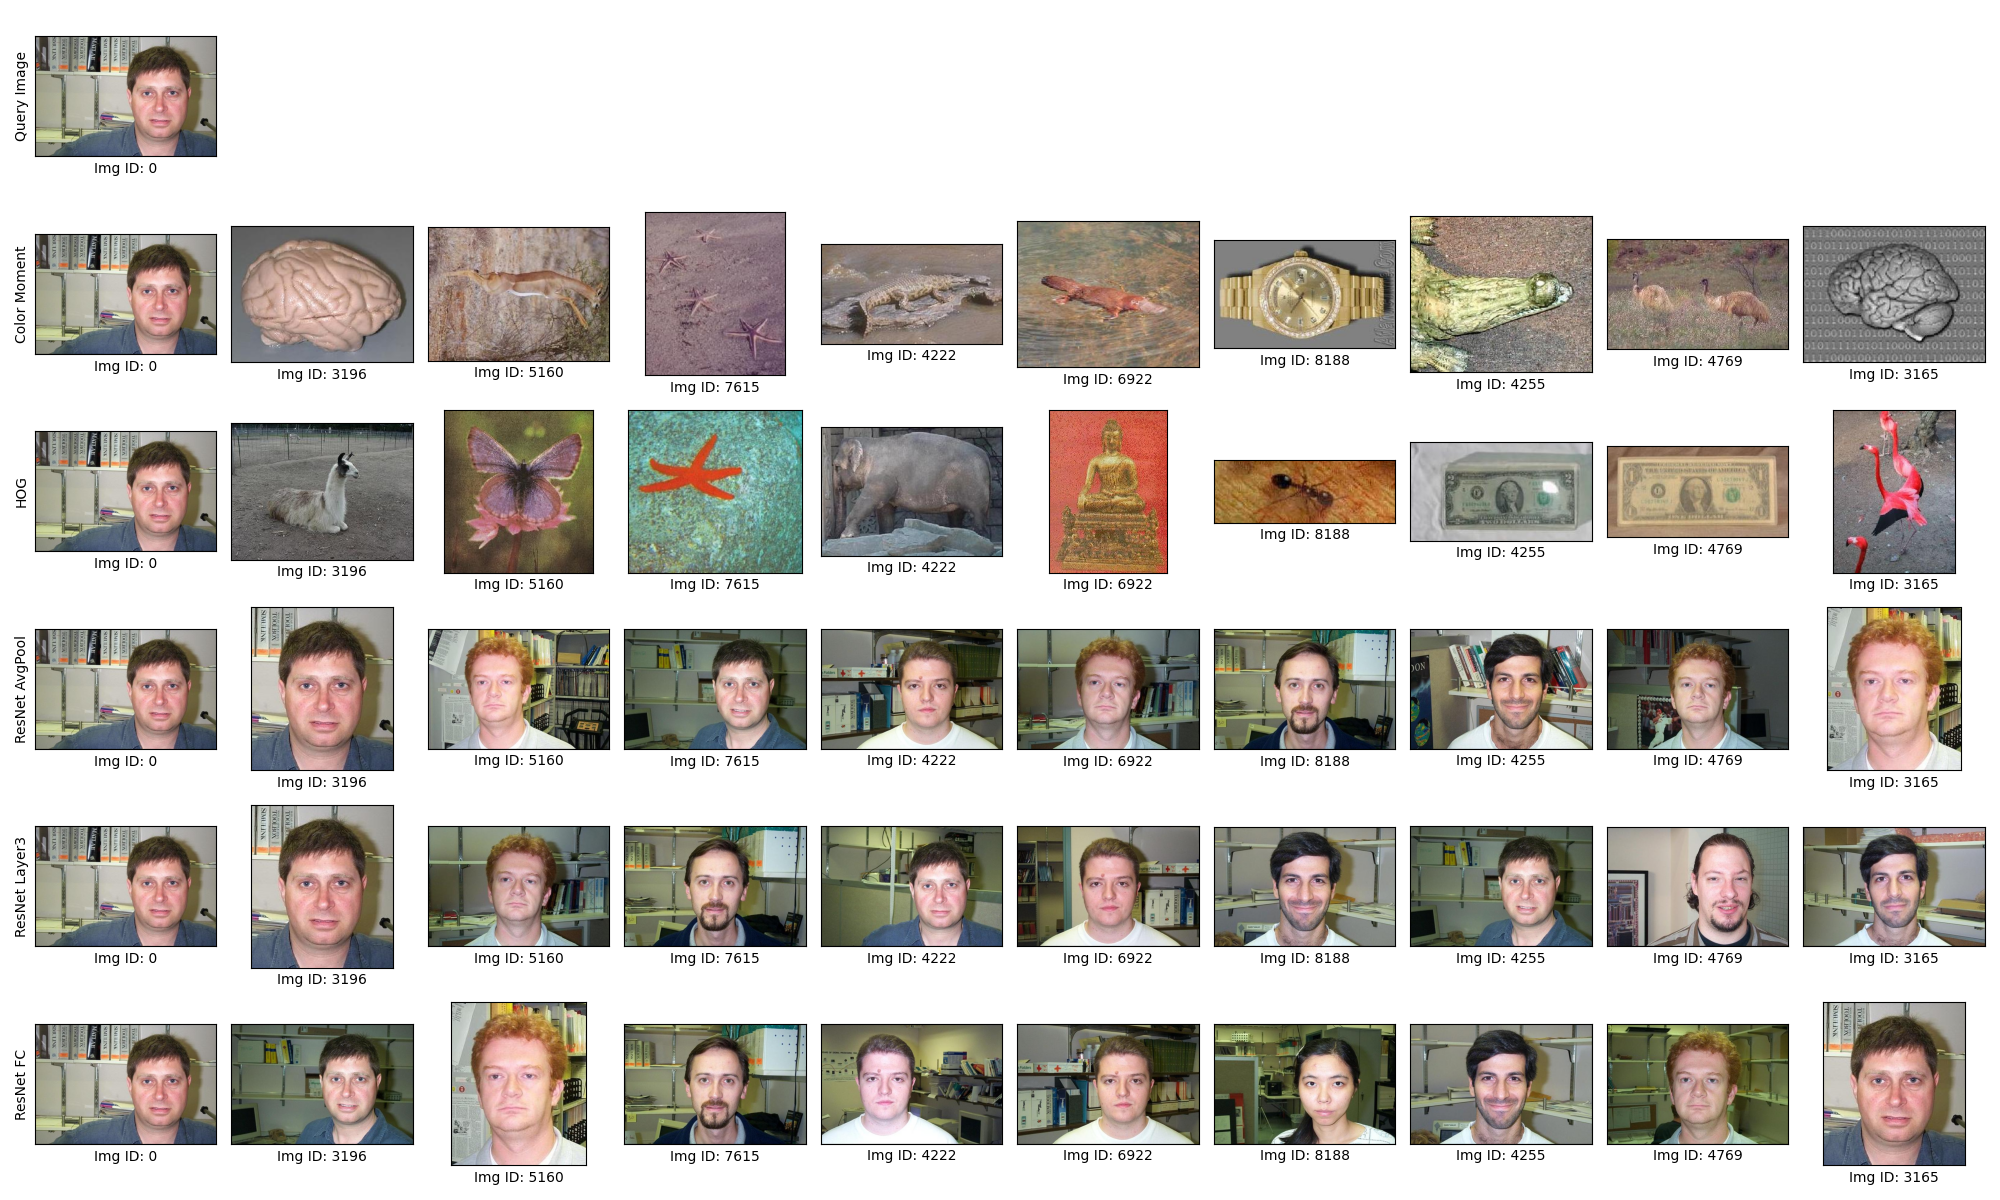 Query Image
Img ID: 0
Color Moment
Img ID: 0
Img ID: 3196
Img ID: 5160
Img ID: 7615
Img ID: 4222
Img ID: 6922
Img ID: 8188
Img ID: 4255
Img ID: 4769
Img ID: 3165
HOG
Img ID: 0
Img ID: 3196
Img ID: 5160
Img ID: 7615
Img ID: 4222
Img ID: 6922
Img ID: 8188
Img ID: 4255
Img ID: 4769
Img ID: 3165
ResNet AvgPool
Img ID: 0
Img ID: 3196
Img ID: 5160
Img ID: 7615
Img ID: 4222
Img ID: 6922
Img ID: 8188
Img ID: 4255
Img ID: 4769
Img ID: 3165
ResNet Layer3
Img ID: 0
Img ID: 3196
Img ID: 5160
Img ID: 7615
Img ID: 4222
Img ID: 6922
Img ID: 8188
Img ID: 4255
Img ID: 4769
Img ID: 3165
ResNet FC
Img ID: 0
Img ID: 3196
Img ID: 5160
Img ID: 7615
Img ID: 4222
Img ID: 6922
Img ID: 8188
Img ID: 4255
Img ID: 4769
Img ID: 3165